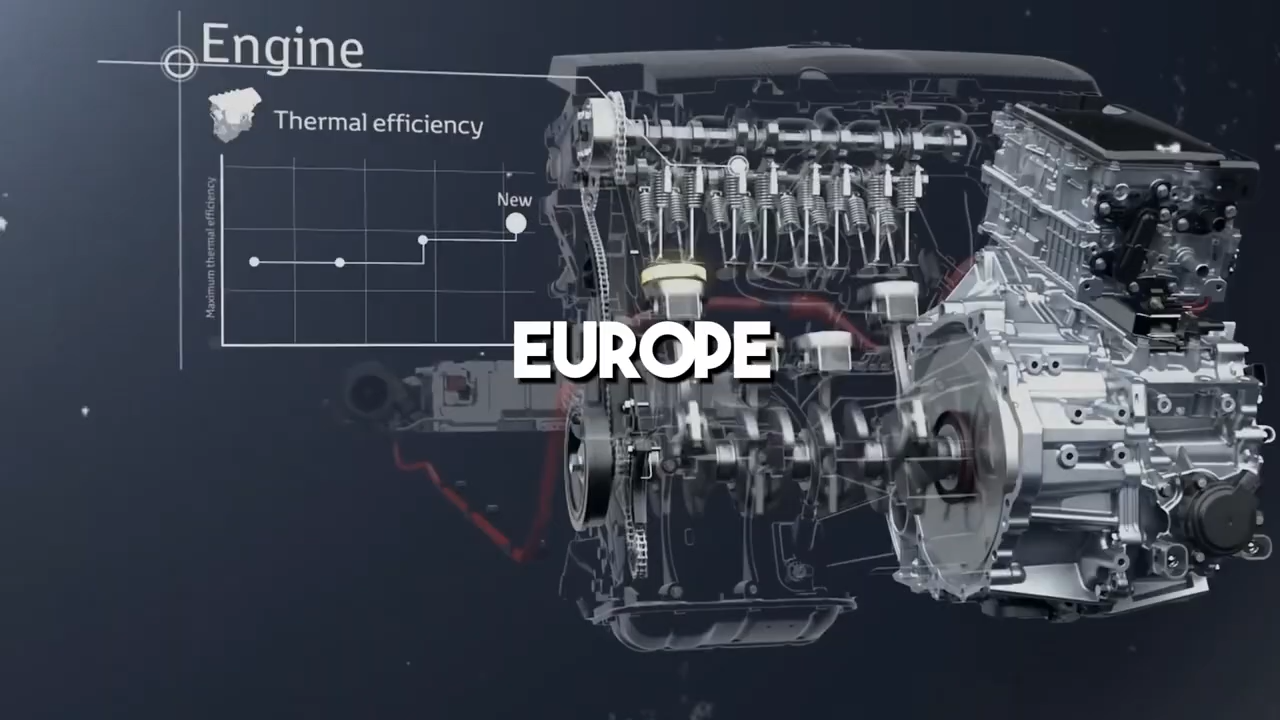 Engine
Thermal efficiency
Maximum thermal efficiency
New
EUROPE